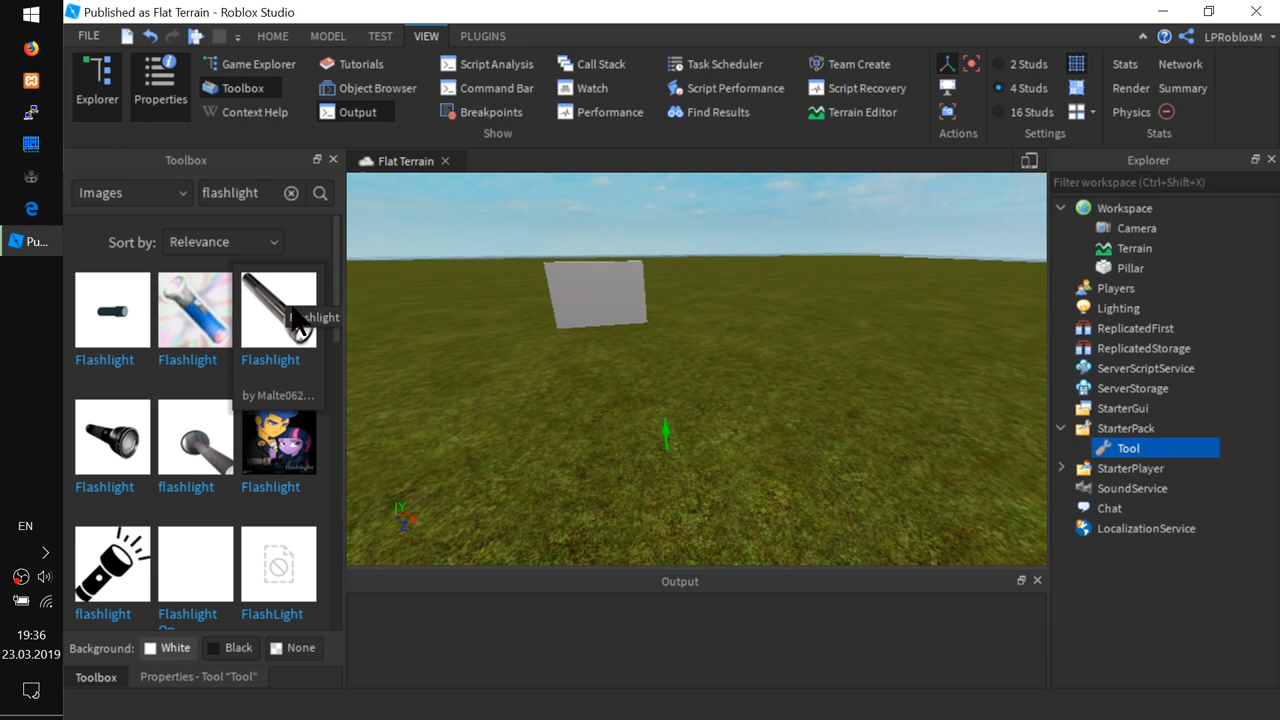 Published as Flat Terrain - Roblox Studio
FILE HOME MODEL TEST VIEW PLUGINS LPRobloxM
Explorer
Properties
Game Explorer
Toolbox
Context Help
Tutorials
Object Browser
Output
Script Analysis
Command Bar
Breakpoints
Call Stack
Watch
Performance
Task Scheduler
Script Performance
Find Results
Team Create
Script Recovery
Terrain Editor
Show
Actions
2 Studs
4 Studs
16 Studs
Settings
Stats Network
Render Summary
Physics
Stats
Toolbox
Images flashlight
Sort by: Relevance
Flashlight Flashlight Flashlight
by Malte062...
Flashlight flashlight Flashlight
flashlight Flashlight FlashLight
Background: White Black None
Toolbox Properties - Tool "Tool"
Flat Terrain
Y
X
Z
Output
Explorer
Filter workspace (Ctrl+Shift+X)
Workspace
Camera
Terrain
Pillar
Players
Lighting
ReplicatedFirst
ReplicatedStorage
ServerScriptService
ServerStorage
StarterGui
StarterPack
Tool
StarterPlayer
SoundService
Chat
LocalizationService
Pu...
EN
19:36
23.03.2019